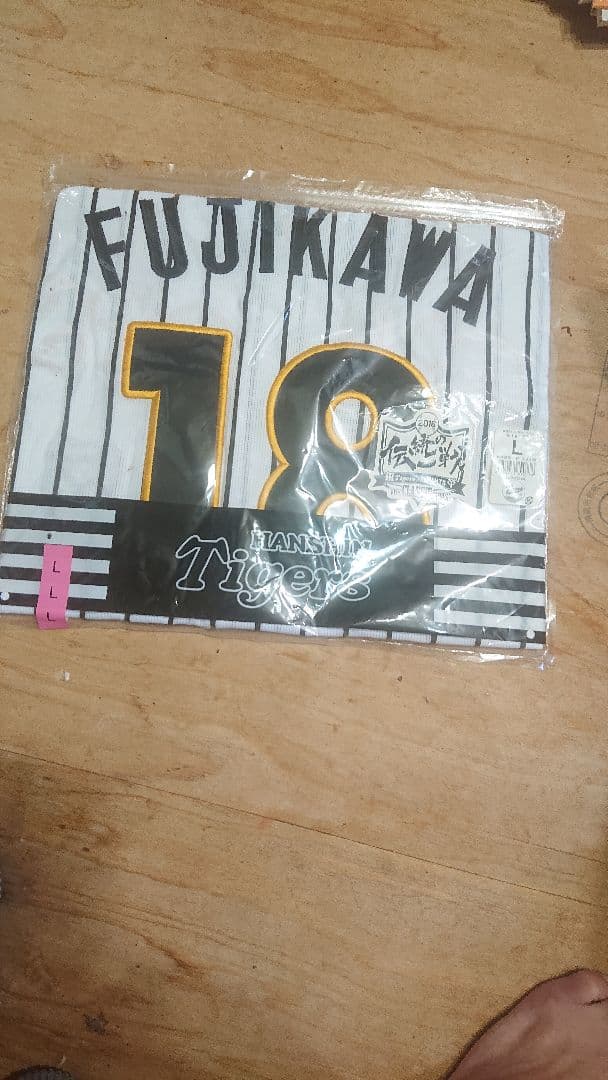 FUJIKAWA
18
2016
伝統の一戦
L
HANSHIN
Tigers
L
L
L